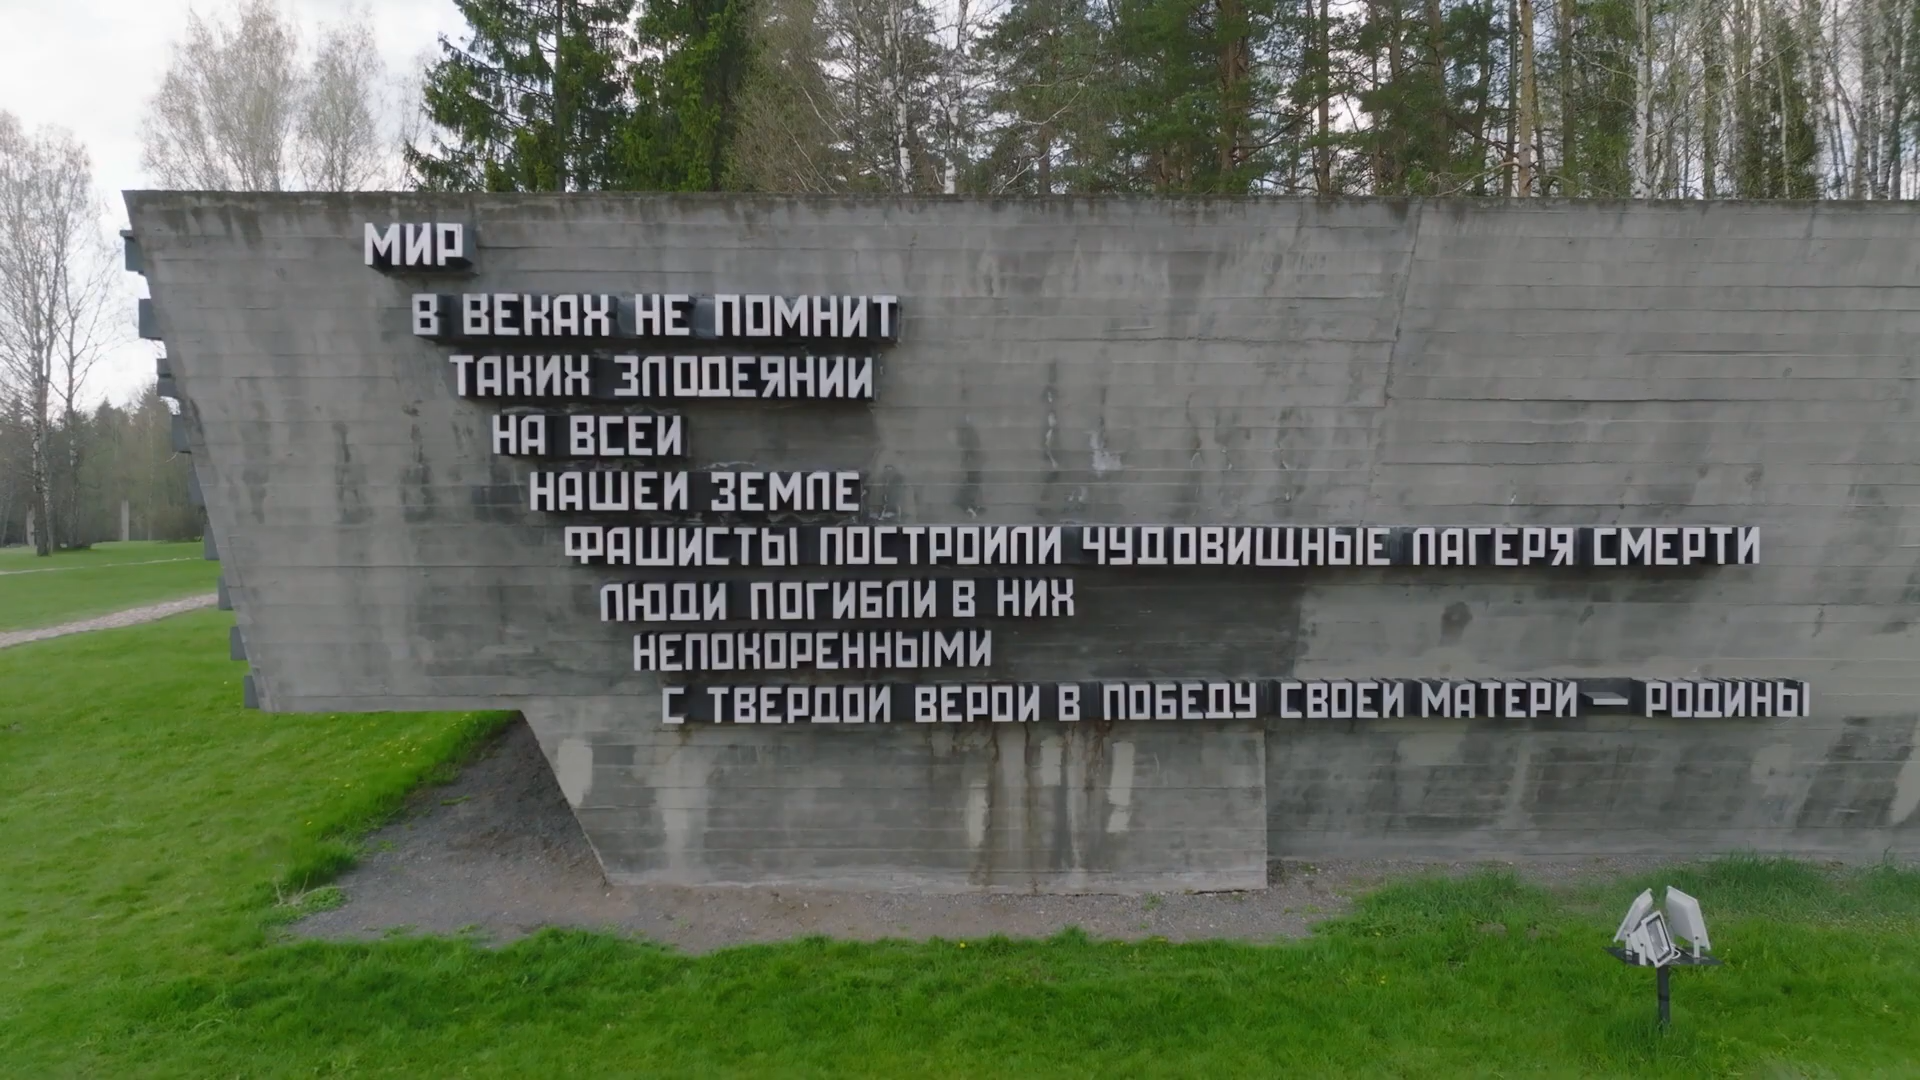 МИР
В ВЕКАХ НЕ ПОМНИТ
ТАКИХ ЗЛОДЕЯНИИ
НА ВСЕИ
НАШЕИ ЗЕМЛЕ
ФАШИСТЫ ПОСТРОИЛИ ЧУДОВИЩНЫЕ ЛАГЕРЯ СМЕРТИ
ЛЮДИ ПОГИБЛИ В НИХ
НЕПОКОРЕННЫМИ
С ТВЕРДОИ ВЕРОИ В ПОБЕДУ СВОЕИ МАТЕРИ — РОДИНЫ